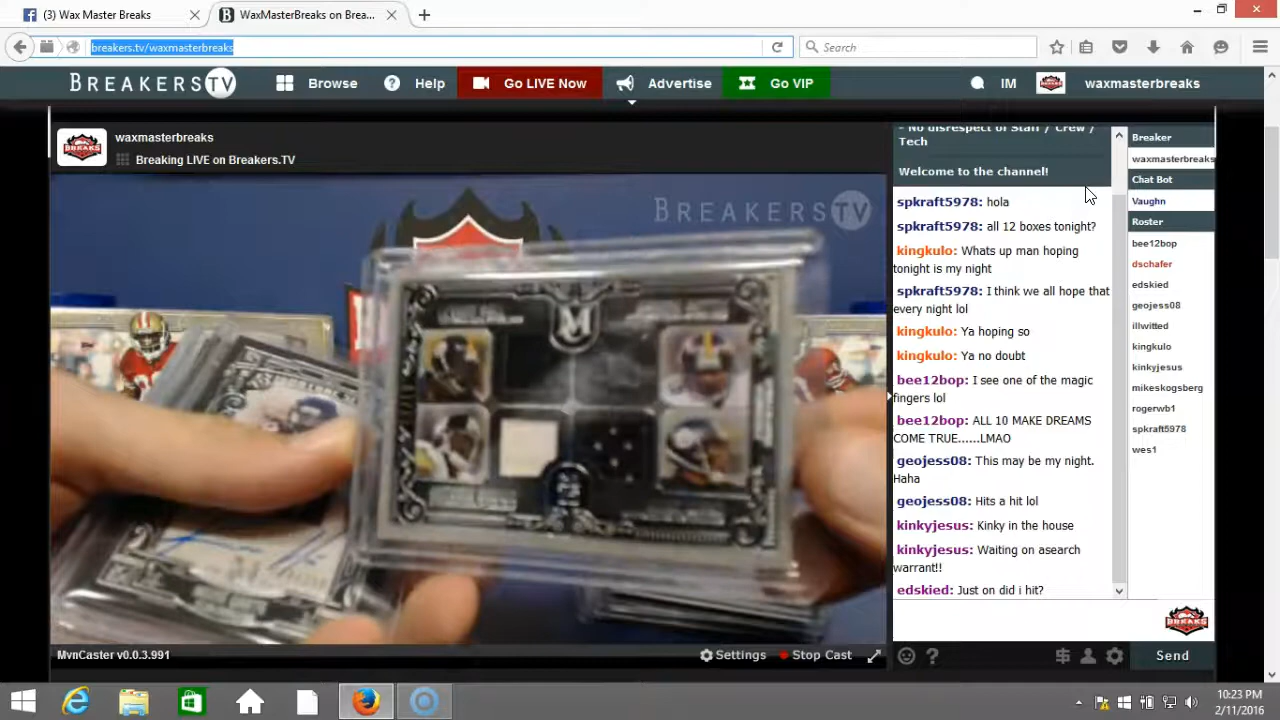 (3) Wax Master Breaks
WaxMasterBreaks on Brea...
breakers.tv/waxmasterbreaks
Search
BREAKERS TV
Browse
Help
Go LIVE Now
Advertise
Go VIP
IM
waxmasterbreaks
waxmasterbreaks
Breaking LIVE on Breakers.TV
BREAKERS TV
- No disrespect of Staff / Crew /
Tech
Welcome to the channel!
spkraft5978: hola
spkraft5978: all 12 boxes tonight?
kingkulo: Whats up man hoping
tonight is my night
spkraft5978: I think we all hope that
every night lol
kingkulo: Ya hoping so
kingkulo: Ya no doubt
bee12bop: I see one of the magic
fingers lol
bee12bop: ALL 10 MAKE DREAMS
COME TRUE......LMAO
geojess08: This may be my night.
Haha
geojess08: Hits a hit lol
kinkyjesus: Kinky in the house
kinkyjesus: Waiting on asearch
warrant!!
edskied: Just on did i hit?
Breaker
waxmasterbreaks
Chat Bot
Vaughn
Roster
bee12bop
dschafer
edskied
geojess08
illwitted
kingkulo
kinkyjesus
mikeskogsberg
rogerwb1
spkraft5978
wes1
BREAKS
MvnCaster v0.0.3.991
Settings
Stop Cast
Send
10:23 PM
2/11/2016